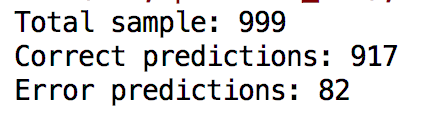 Total sample: 999
Correct predictions: 917
Error predictions: 82